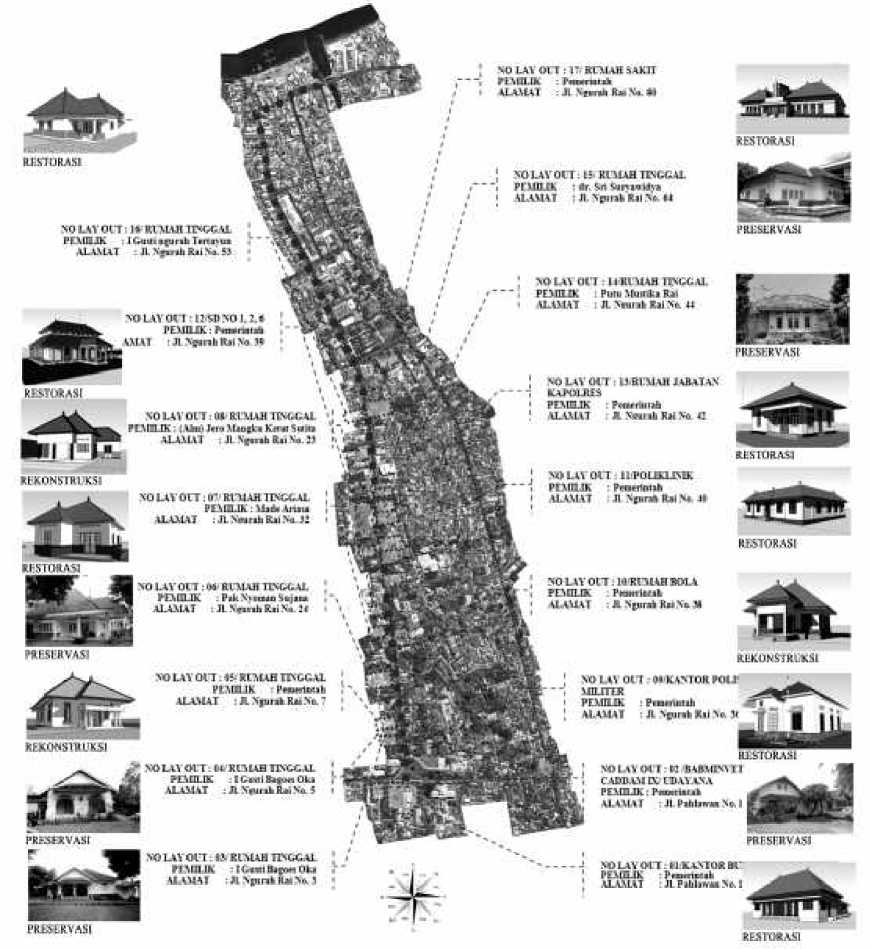 NO LAY OUT : 17/ RUMAH SAKIT
PEMILIK : Pemerintah
ALAMAT : Jl. Ngurah Rai No. 80
RESTORASI
RESTORASI
NO LAY OUT : 15/ RUMAH TINGGAL
PEMILIK : dr. Sri Suryawidya
ALAMAT : Jl. Ngurah Rai No. 64
PRESERVASI
NO LAY OUT : 16/ RUMAH TINGGAL
PEMILIK : I Gusti ngurah Tertayun
ALAMAT : Jl. Ngurah Rai No. 53
NO LAY OUT : 14/RUMAH TINGGAL
PEMILIK : Putu Mustika Rai
ALAMAT : Jl. Ngurah Rai No. 44
PRESERVASI
NO LAY OUT : 12/SD NO 1, 2, 6
PEMILIK : Pemerintah
AMAT : Jl. Ngurah Rai No. 39
RESTORASI
NO LAY OUT : 13/RUMAH JABATAN
KAPOLRES
PEMILIK : Pemerintah
ALAMAT : Jl. Ngurah Rai No. 42
RESTORASI
NO LAY OUT : 08/ RUMAH TINGGAL
PEMILIK : (Alm) Jero Mangku Kerut Sutita
ALAMAT : Jl. Ngurah Rai No. 23
REKONSTRUKSI
NO LAY OUT : 11/POLIKLINIK
PEMILIK : Pemerintah
ALAMAT : Jl. Ngurah Rai No. 40
RESTORASI
NO LAY OUT : 07/ RUMAH TINGGAL
PEMILIK : Made
ALAMAT : Jl. Ngurah Rai No. 32
RESTORASI
NO LAY OUT : 06/ RUMAH TINGGAL
PEMILIK : Pak Nyoman Sujana
ALAMAT : Jl. Ngurah Rai No. 24
PRESERVASI
NO LAY OUT : 10/RUMAH BOLA
PEMILIK : Pemerintah
ALAMAT : Jl. Ngurah Rai No. 38
REKONSTRUKSI
NO LAY OUT : 05/ RUMAH TINGGAL
PEMILIK : Pemerintah
ALAMAT : Jl. Ngurah Rai No. 7
REKONSTRUKSI
NO LAY OUT : 09/KANTOR POLIS
MILITER
PEMILIK : Pemerintah
ALAMAT : Jl. Ngurah Rai No. 36
RESTORASI
NO LAY OUT : 04/ RUMAH TINGGAL
PEMILIK : I Gusti Bagoes Oka
ALAMAT : Jl. Ngurah Rai No. 5
PRESERVASI
NO LAY OUT : 02 /BABMINVET
CADDAM IX/ UDAYANA
PEMILIK : Pemerintah
ALAMAT : Jl. Pahlawan No. 1
PRESERVASI
NO LAY OUT : 03/ RUMAH TINGGAL
PEMILIK : I Gusti Bagoes Oka
ALAMAT : Jl. Ngurah Rai No. 3
PRESERVASI
NO LAY OUT : 01/KANTOR BU
PEMILIK : Pemerintah
ALAMAT : Jl. Pahlawan No. 1
RESTORASI